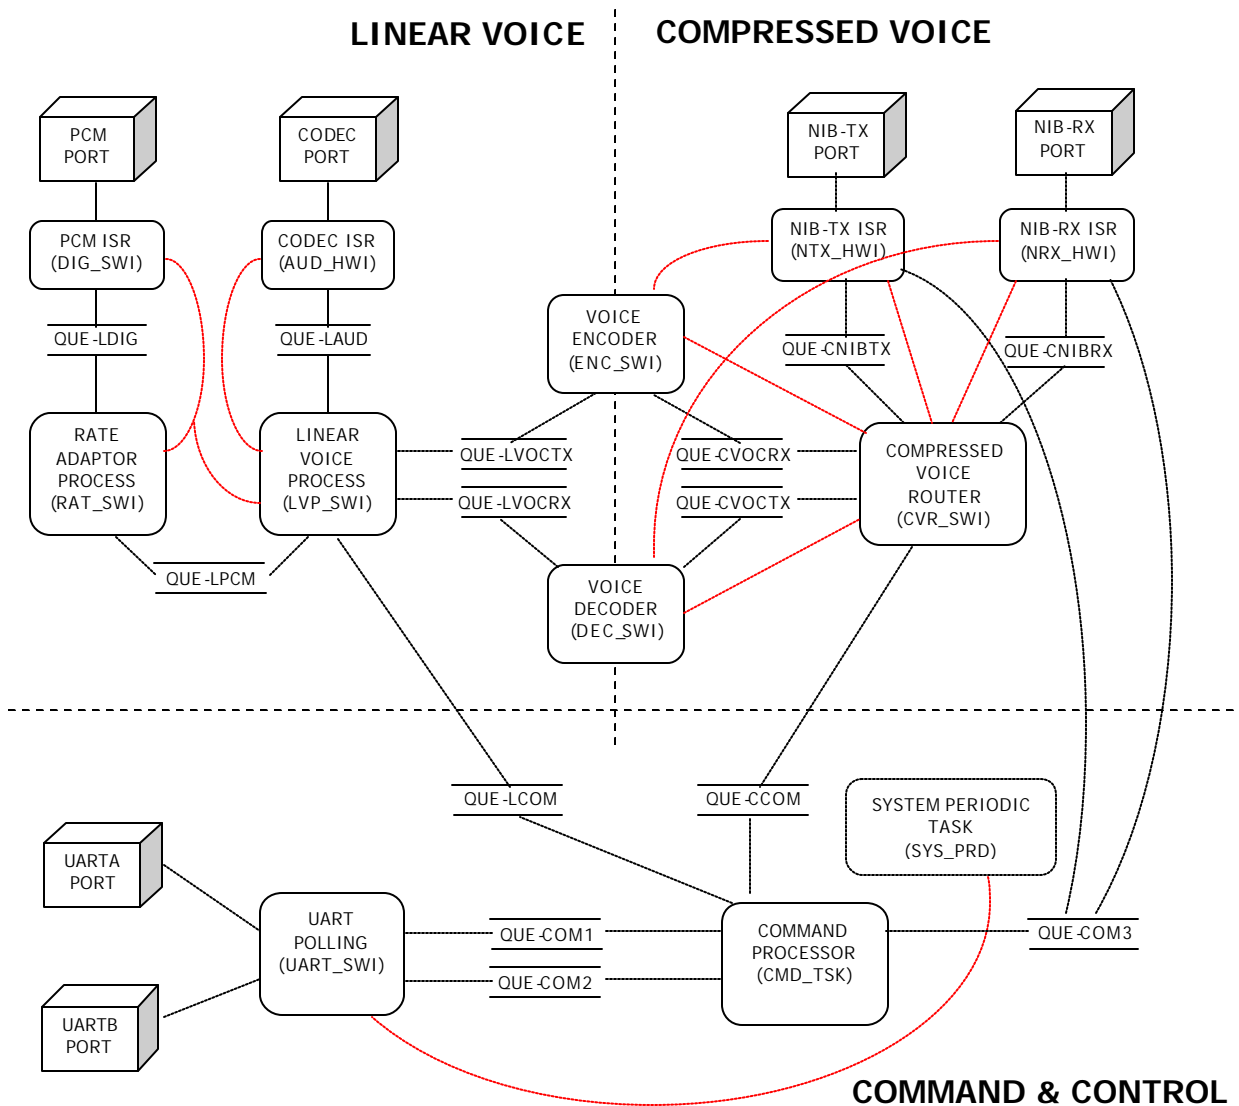 LINEAR VOICE
COMPRESSED VOICE
PCM
PORT
CODEC
PORT
NIB-TX
PORT
NIB-RX
PORT
PCM ISR
(DIG_SWI)
CODEC ISR
(AUD_HWI)
NIB-TX ISR
(NTX_HWI)
NIB-RX ISR
(NRX_HWI)
QUE-LDIG
QUE-LAUD
VOICE
ENCODER
(ENC_SWI)
QUE-CNIBTX
QUE-CNIBRX
RATE
ADAPTOR
PROCESS
(RAT_SWI)
LINEAR
VOICE
PROCESS
(LVP_SWI)
QUE-LVOCTX
QUE-LVOCRX
QUE-CVOCRX
QUE-CVOCTX
COMPRESSED
VOICE
ROUTER
(CVR_SWI)
QUE-LPCM
VOICE
DECODER
(DEC_SWI)
QUE-LCOM
QUE-CCOM
SYSTEM PERIODIC
TASK
(SYS_PRD)
UARTA
PORT
UART
POLLING
(UART_SWI)
QUE-COM1
QUE-COM2
COMMAND
PROCESSOR
(CMD_TSK)
QUE-COM3
UARTB
PORT
COMMAND & CONTROL